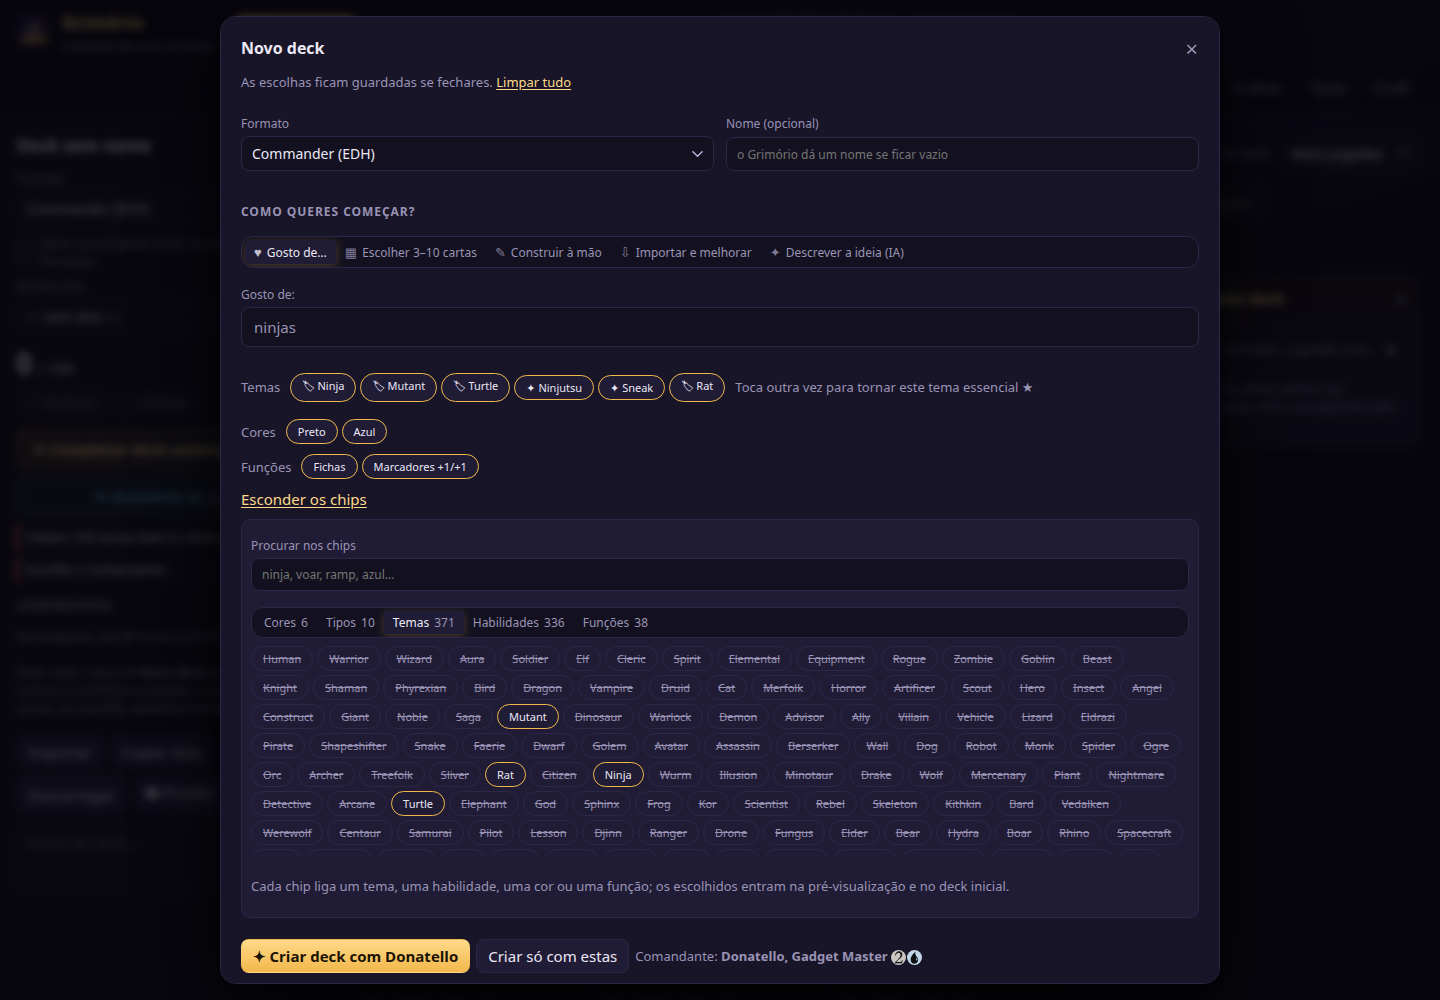 Grimório
Novo deck
×
As escolhas ficam guardadas se fechares. Limpar tudo
Formato
Nome (opcional)
Commander (EDH)
o Grimório dá um nome se ficar vazio
COMO QUERES COMEÇAR?
♥ Gosto de... ▦ Escolher 3–10 cartas ✎ Construir à mão ⇩ Importar e melhorar ✦ Descrever a ideia (IA)
Gosto de:
ninjas
Temas 🏷 Ninja 🏷 Mutant 🏷 Turtle ✦ Ninjutsu ✦ Sneak 🏷 Rat Toca outra vez para tornar este tema essencial ★
Cores Preto Azul
Funções Fichas Marcadores +1/+1
Esconder os chips
Procurar nos chips
ninja, voar, ramp, azul...
Cores 6 Tipos 10 Temas 371 Habilidades 336 Funções 38
Human Warrior Wizard Aura Soldier Elf Cleric Spirit Elemental Equipment Rogue Zombie Goblin Beast
Knight Shaman Phyrexian Bird Dragon Vampire Druid Cat Merfolk Horror Artificer Scout Hero Insect Angel
Construct Giant Noble Saga Mutant Dinosaur Warlock Demon Advisor Ally Villain Vehicle Lizard Eldrazi
Pirate Shapeshifter Snake Faerie Dwarf Golem Avatar Assassin Berserker Wall Dog Robot Monk Spider Ogre
Orc Archer Treefolk Sliver Rat Citizen Ninja Wurm Illusion Minotaur Drake Wolf Mercenary Plant Nightmare
Detective Arcane Turtle Elephant God Sphinx Frog Kor Scientist Rebel Skeleton Kithkin Bard Vedalken
Werewolf Centaur Samurai Pilot Lesson Djinn Ranger Drone Fungus Elder Bear Hydra Boar Rhino Spacecraft
Cada chip liga um tema, uma habilidade, uma cor ou uma função; os escolhidos entram na pré-visualização e no deck inicial.
✦ Criar deck com Donatello Criar só com estas Comandante: Donatello, Gadget Master 2